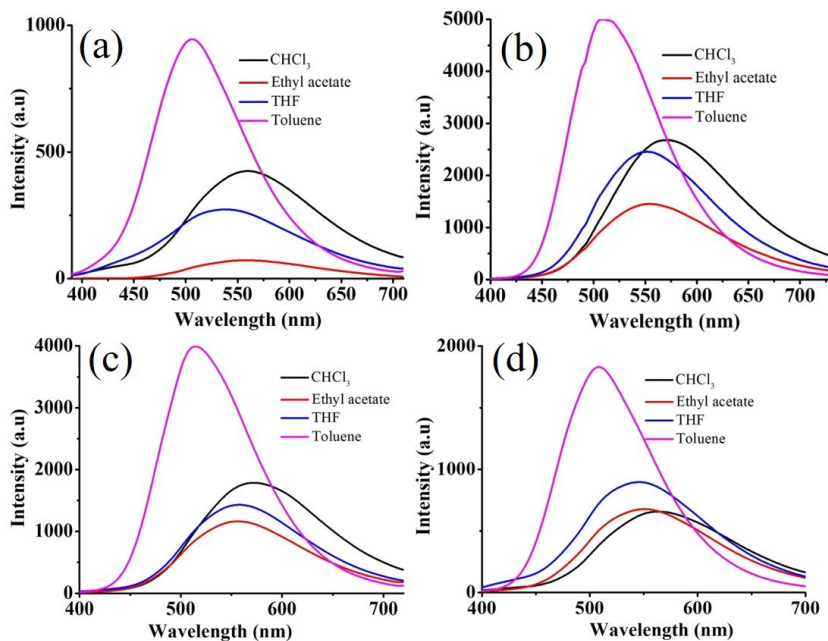 (a)
1000
500
0
Intensity (a.u)
400 450 500 550 600 650 700
Wavelength (nm)
CHCl₃
Ethyl acetate
THF
Toluene
(b)
5000
4000
3000
2000
1000
0
Intensity (a.u)
400 450 500 550 600 650 700
Wavelength (nm)
CHCl₃
Ethyl acetate
THF
Toluene
(c)
4000
3000
2000
1000
0
Intensity (a.u)
400 500 600 700
Wavelength (nm)
CHCl₃
Ethyl acetate
THF
Toluene
(d)
2000
1000
0
Intensity (a.u)
400 500 600 700
Wavelength (nm)
CHCl₃
Ethyl acetate
THF
Toluene